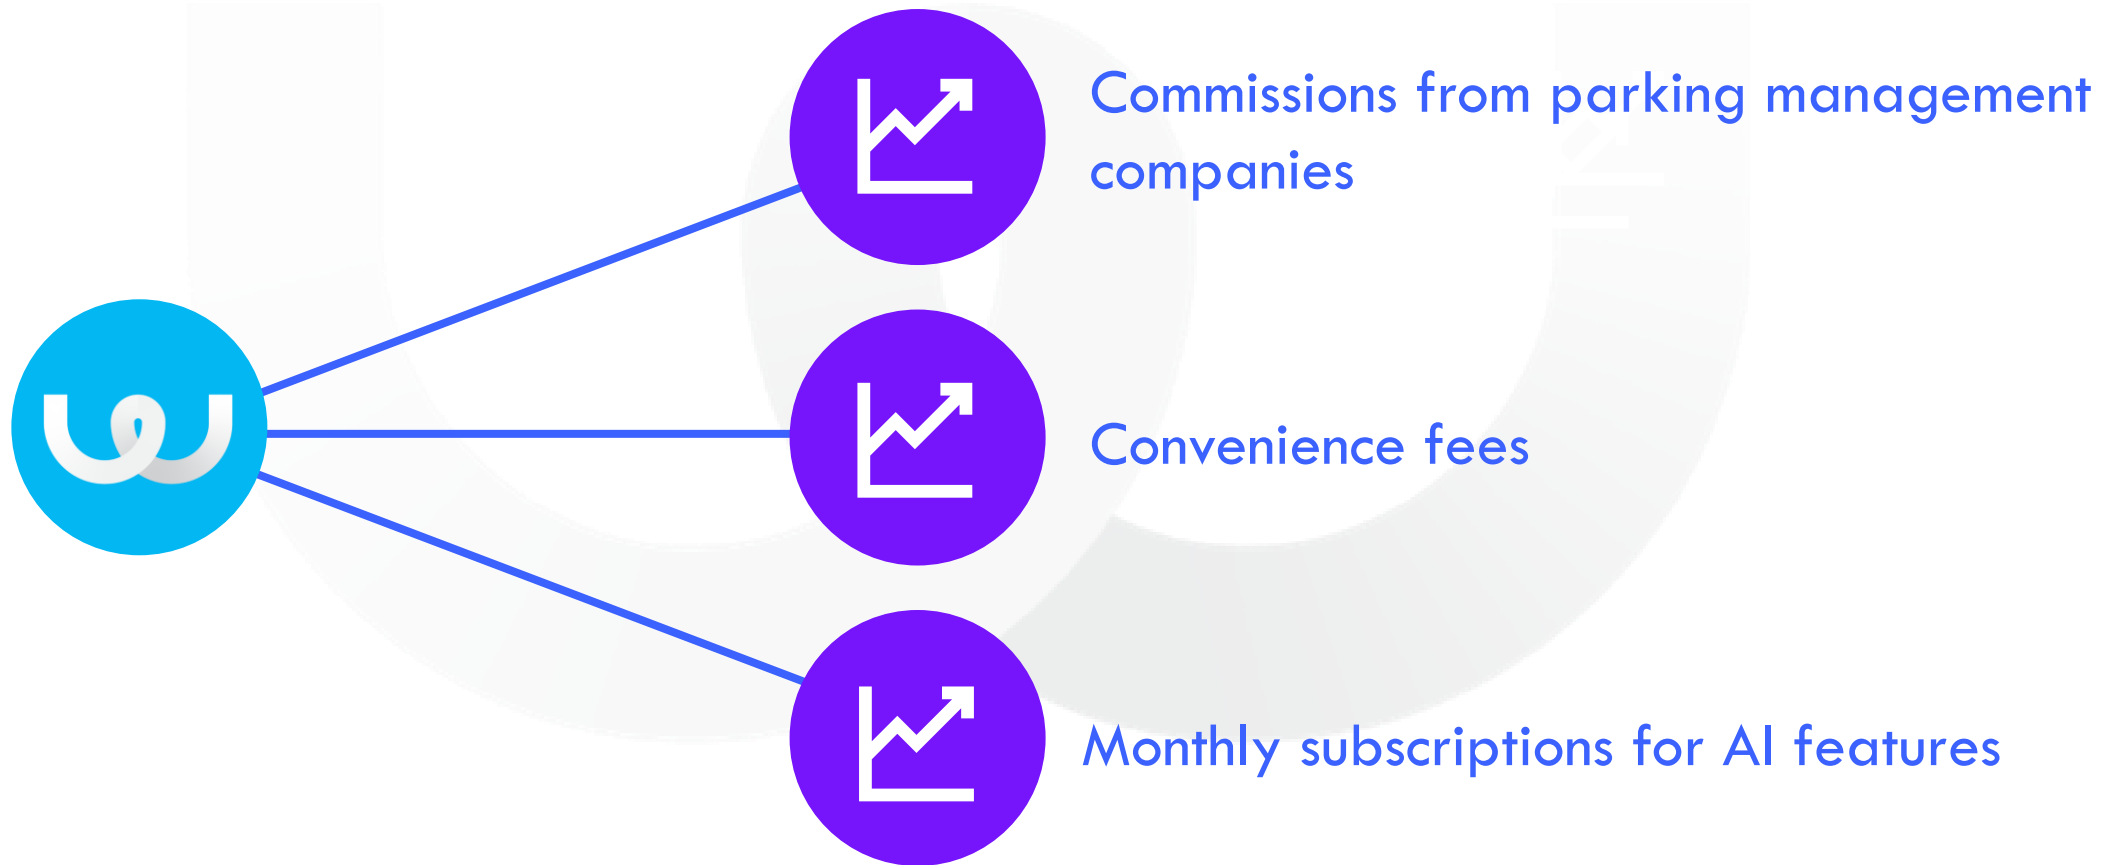 Commissions from parking management
companies
Convenience fees
Monthly subscriptions for AI features